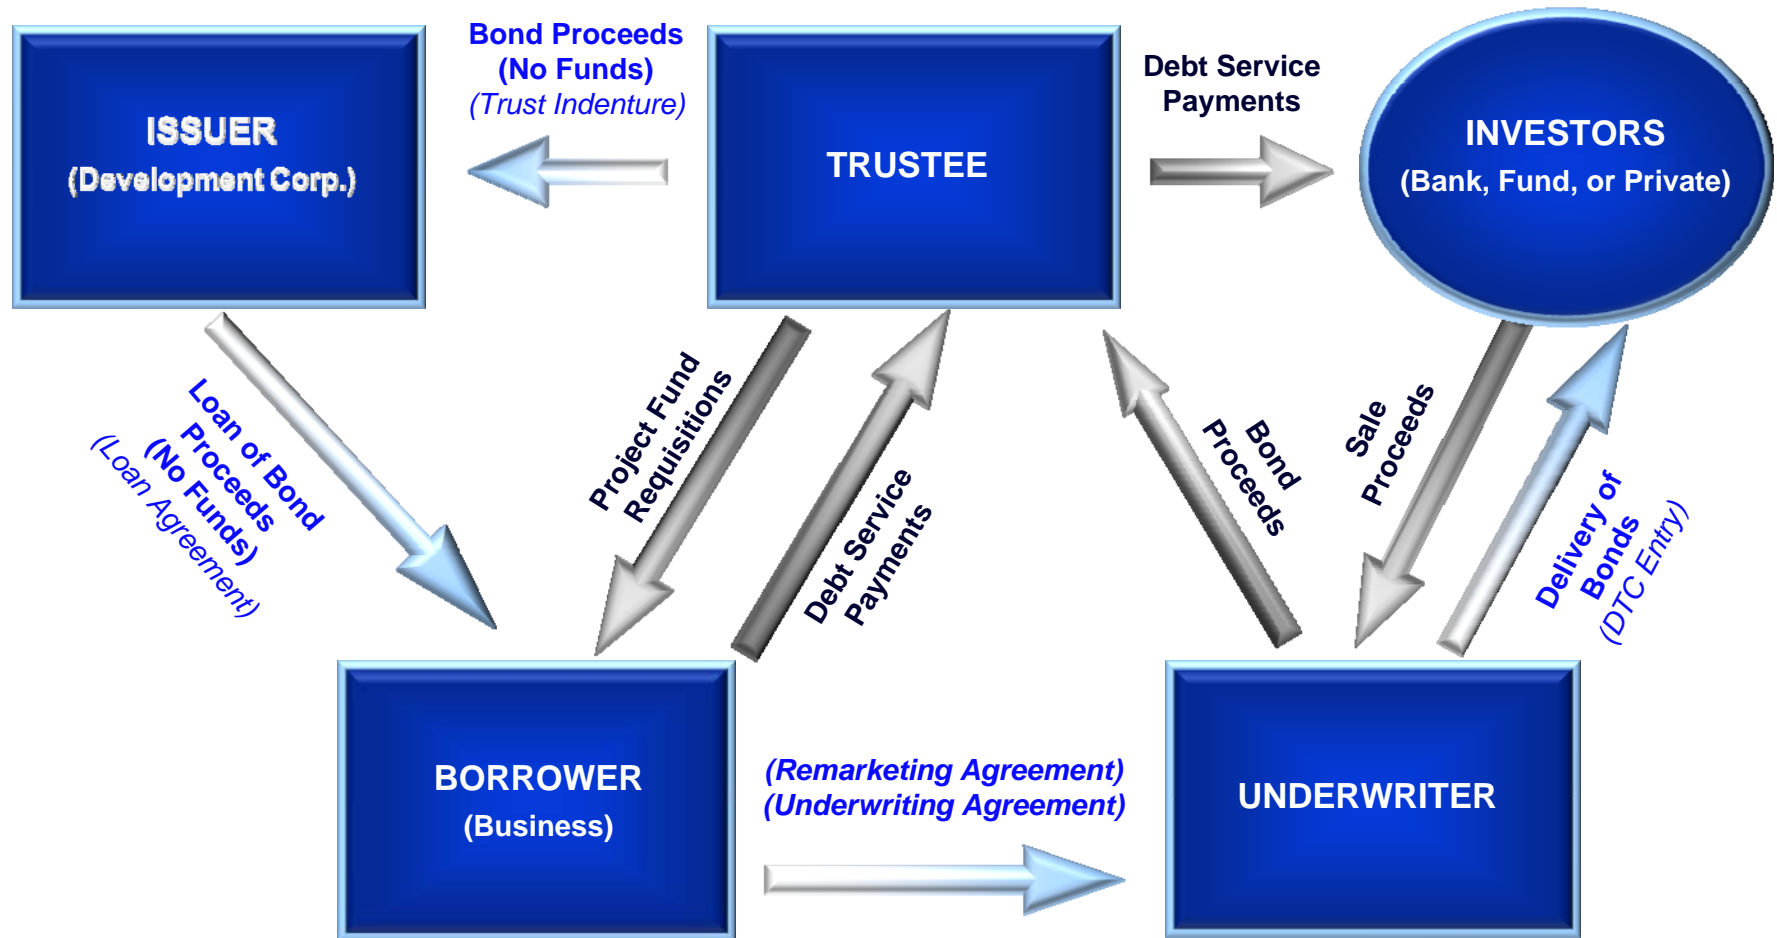 Bond Proceeds
(No Funds)
(Trust Indenture)
Debt Service
Payments
ISSUER
(Development Corp.)
TRUSTEE
INVESTORS
(Bank, Fund, or Private)
Loan of Bond
Proceeds
(No Funds)
(Loan Agreement)
Project Fund
Requisitions
Debt Service
Payments
Bond
Proceeds
Sale
Proceeds
Delivery of
Bonds
(DTC Entry)
BORROWER
(Business)
(Remarketing Agreement)
(Underwriting Agreement)
UNDERWRITER